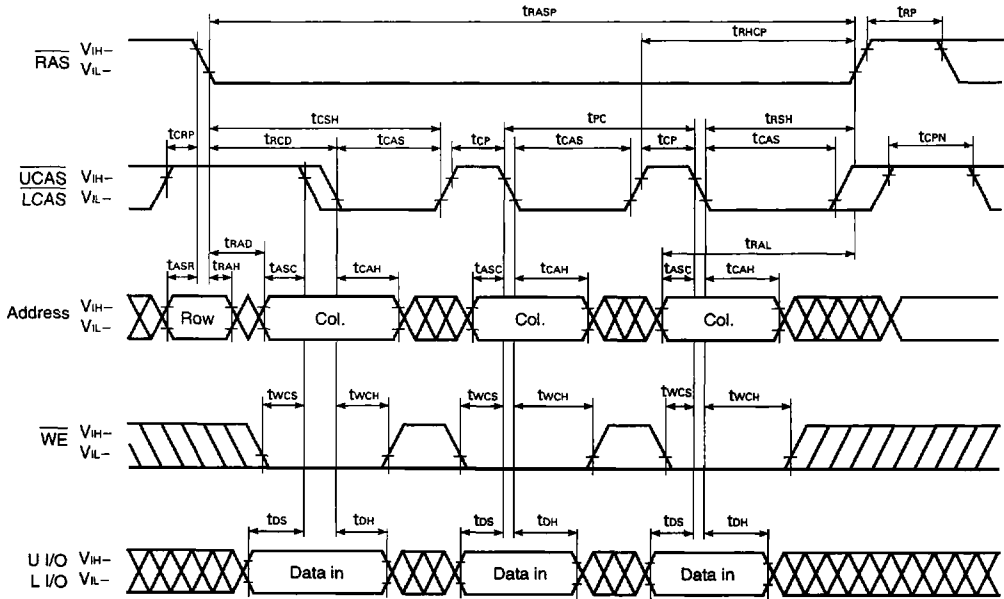 tRASP tRP
tRHCP
RAS VIH–
VIL–
tCSH tPC tRSH
tCRP tRCD tCAS tCP tCAS tCP tCAS tCPN
UCAS VIH–
LCAS VIL–
tRAD tRAL
tASR tRAH tASC tCAH tASC tCAH tASC tCAH
Address VIH–
VIL–
Row Col. Col. Col.
tWCS tWCH tWCS tWCH tWCS tWCH
WE VIH–
VIL–
tDS tDH tDS tDH tDS tDH
U I/O VIH–
L I/O VIL–
Data in Data in Data in